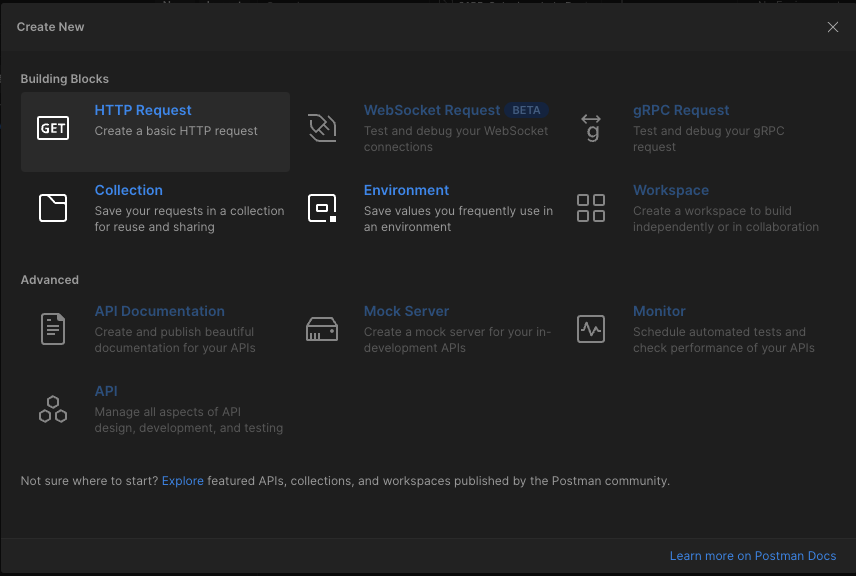 Create New
Building Blocks
GET
HTTP Request
Create a basic HTTP request
WebSocket Request BETA
Test and debug your WebSocket
connections
g
gRPC Request
Test and debug your gRPC
request
Collection
Save your requests in a collection
for reuse and sharing
Environment
Save values you frequently use in
an environment
Workspace
Create a workspace to build
independently or in collaboration
Advanced
API Documentation
Create and publish beautiful
documentation for your APIs
Mock Server
Create a mock server for your in-
development APIs
Monitor
Schedule automated tests and
check performance of your APIs
API
Manage all aspects of API
design, development, and testing
Not sure where to start? Explore featured APIs, collections, and workspaces published by the Postman community.
Learn more on Postman Docs